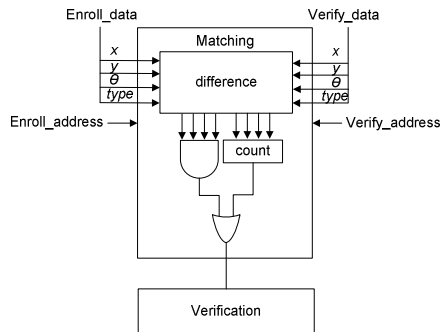 Enroll_data
Verify_data
Matching
x
y
θ
type
difference
x
y
θ
type
Enroll_address
Verify_address
count
Verification